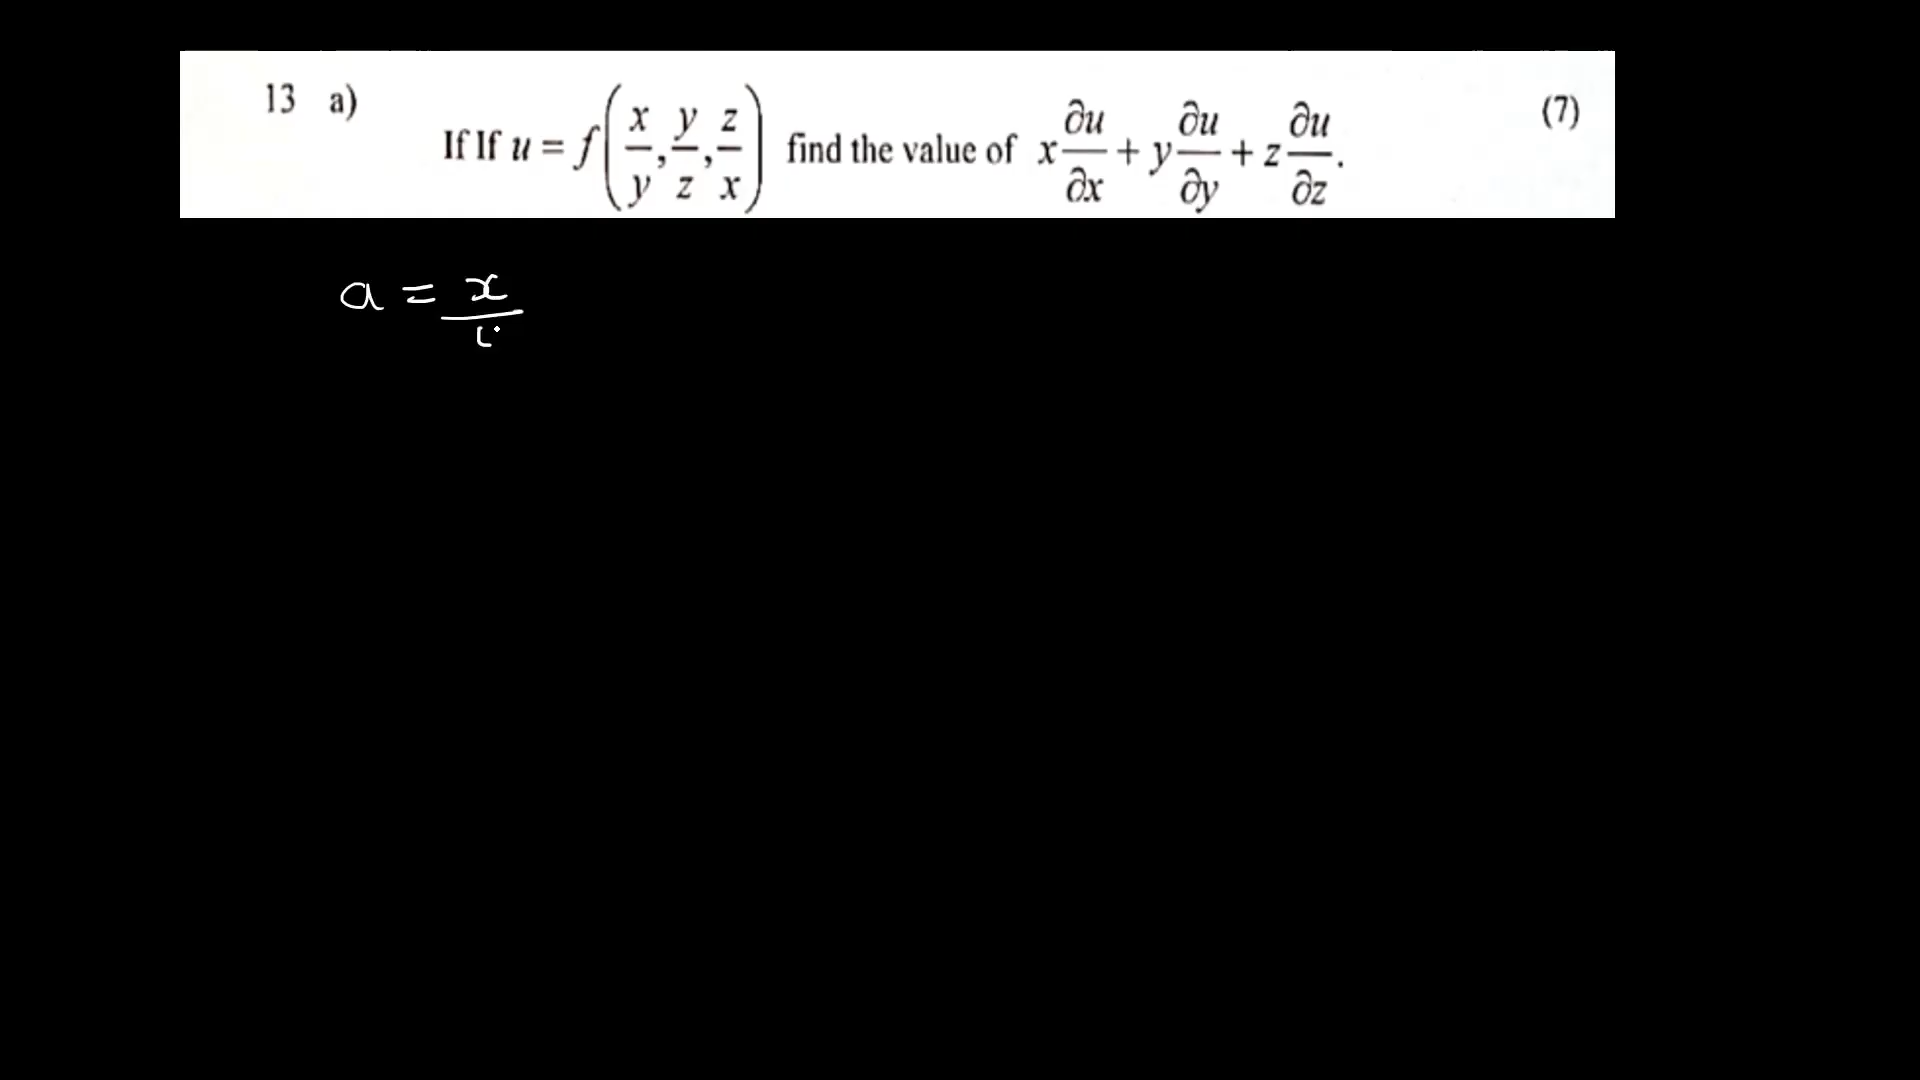 13 a) If If u = f(x/y, y/z, z/x) find the value of x ∂u/∂x + y ∂u/∂y + z ∂u/∂z. (7)
a = x/